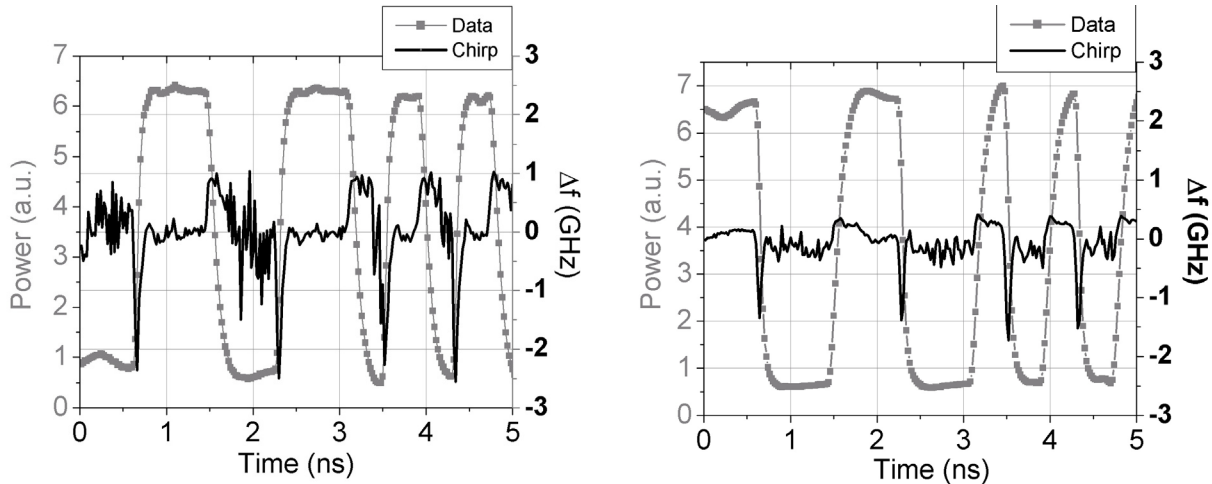 Data
Chirp
7
6
5
4
3
2
1
0
Power (a.u.)
3
2
1
0
-1
-2
-3
Δf (GHz)
0 1 2 3 4 5
Time (ns)
Data
Chirp
7
6
5
4
3
2
1
0
Power (a.u.)
3
2
1
0
-1
-2
-3
Δf (GHz)
0 1 2 3 4 5
Time (ns)